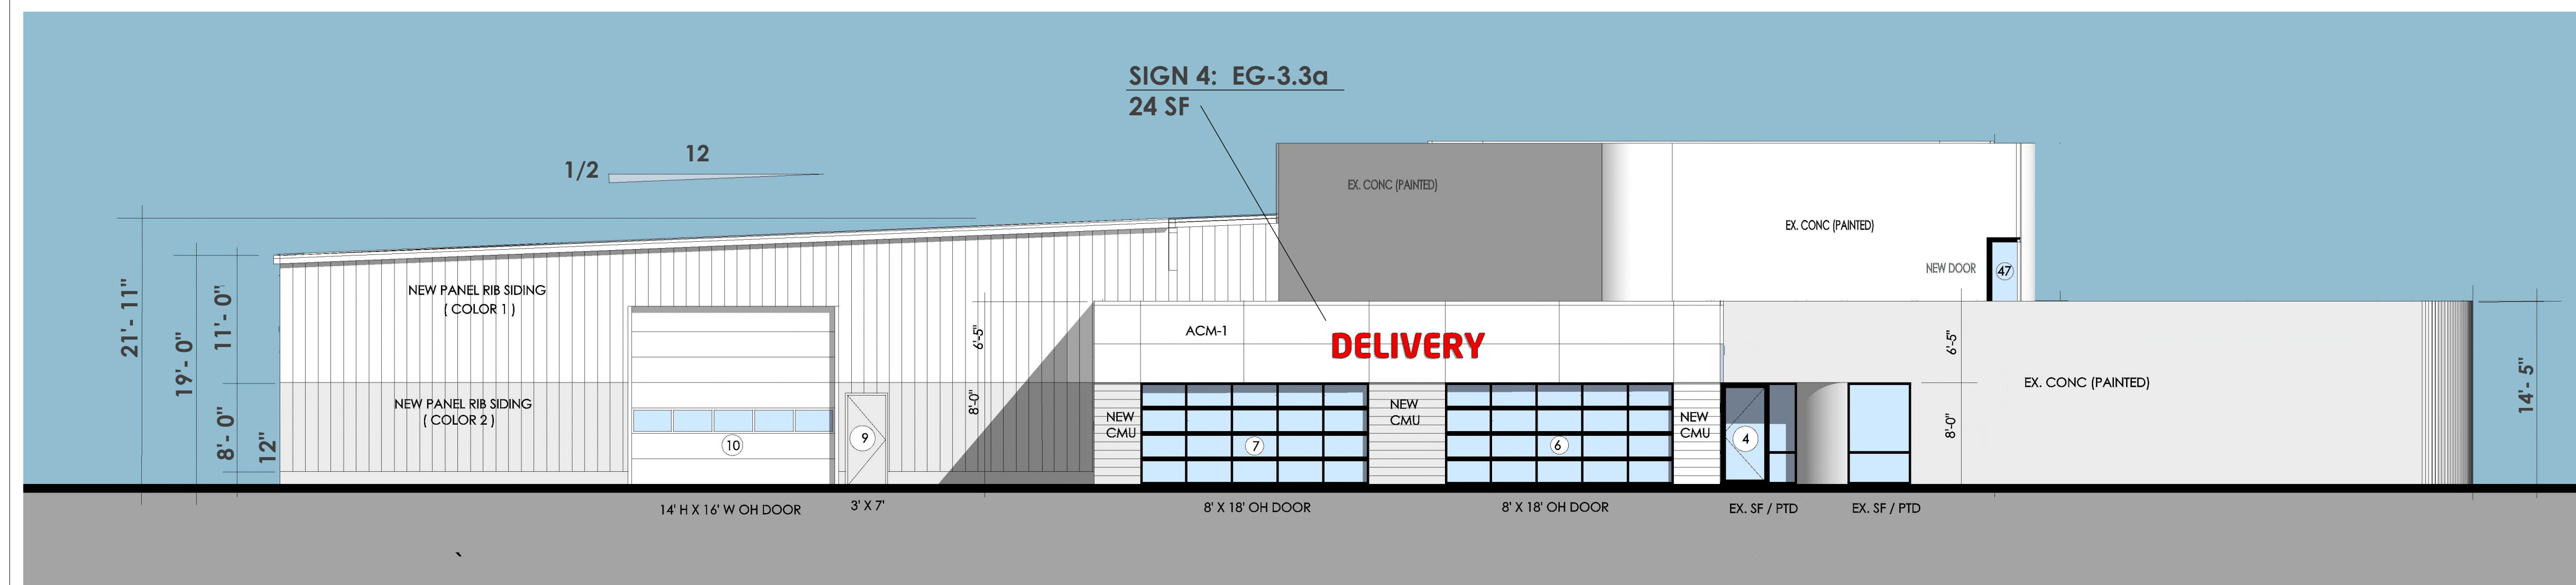 SIGN 4: EG-3.3a
24 SF
12
1/2
EX. CONC (PAINTED)
EX. CONC (PAINTED)
NEW DOOR
47
21'- 11"
19'- 0"
11'- 0"
8'- 0"
12"
NEW PANEL RIB SIDING
( COLOR 1 )
NEW PANEL RIB SIDING
( COLOR 2 )
10
9
6'-5"
8'-0"
ACM-1
DELIVERY
NEW
CMU
7
NEW
CMU
6
NEW
CMU
4
6'-5"
8'-0"
EX. CONC (PAINTED)
14'- 5"
14' H X 16' W OH DOOR
3' X 7'
8' X 18' OH DOOR
8' X 18' OH DOOR
EX. SF / PTD
EX. SF / PTD
`